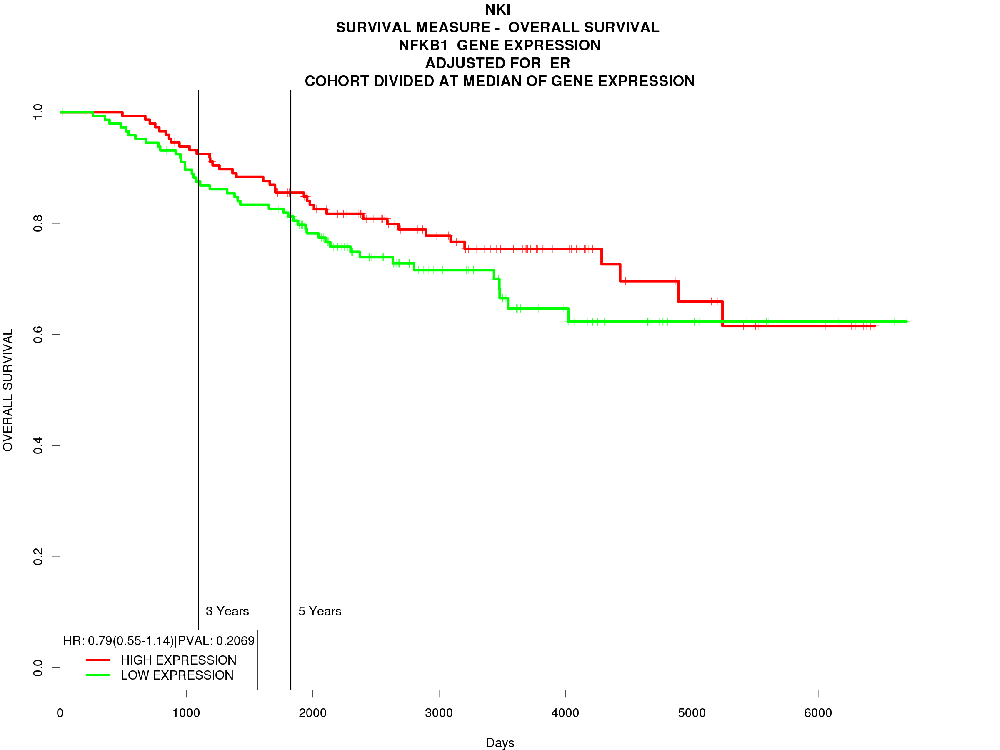 NKI
SURVIVAL MEASURE - OVERALL SURVIVAL
NFKB1 GENE EXPRESSION
ADJUSTED FOR ER
COHORT DIVIDED AT MEDIAN OF GENE EXPRESSION
OVERALL SURVIVAL
1.0
0.8
0.6
0.4
0.2
0.0
3 Years
5 Years
HR: 0.79(0.55-1.14)|PVAL: 0.2069
HIGH EXPRESSION
LOW EXPRESSION
0 1000 2000 3000 4000 5000 6000
Days